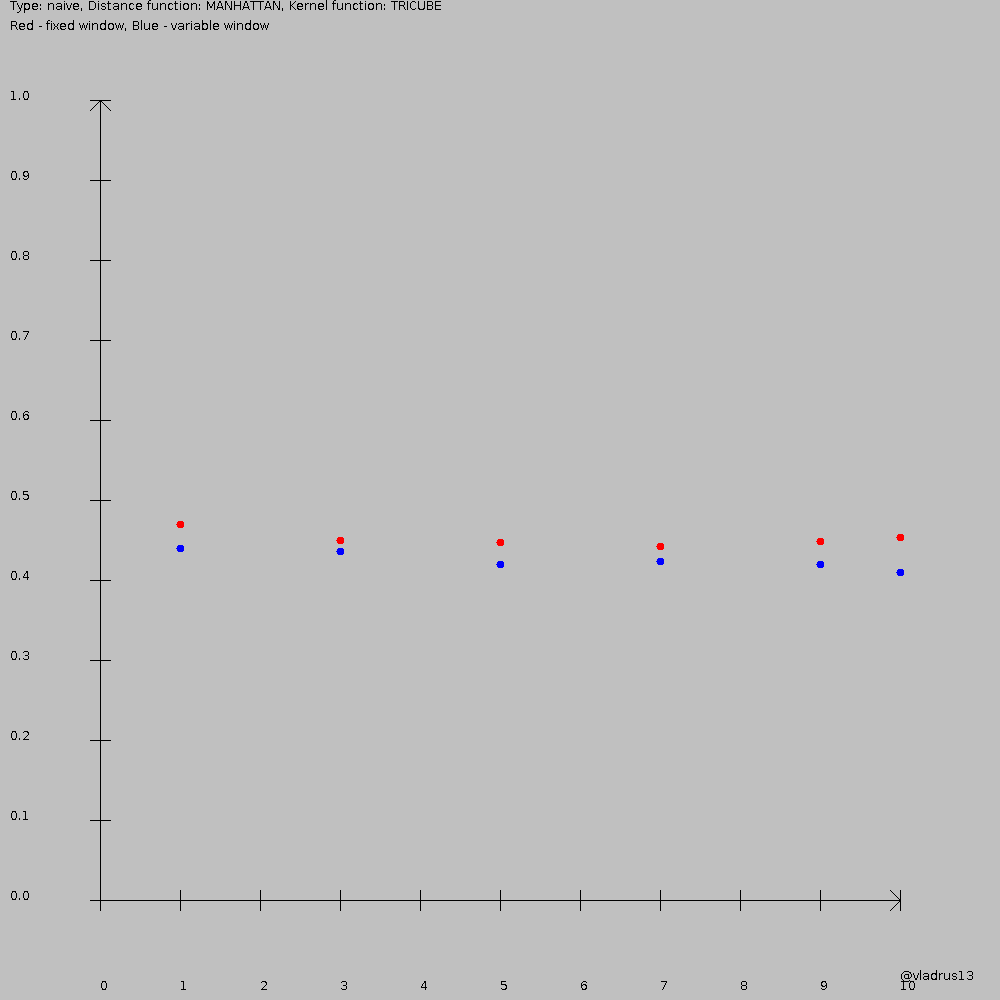 Type: naive, Distance function: MANHATTAN, Kernel function: TRICUBE
Red - fixed window, Blue - variable window
1.0
0.9
0.8
0.7
0.6
0.5
0.4
0.3
0.2
0.1
0.0
@vladrus13
0 1 2 3 4 5 6 7 8 9 10